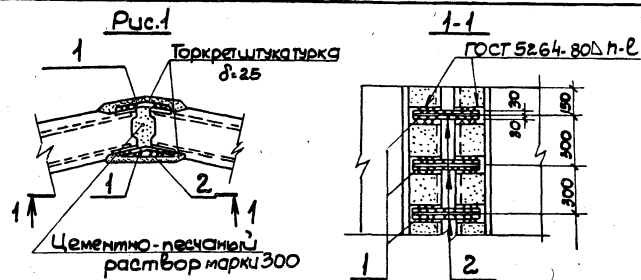 Рис.1
1-1
1
Торкретштукатурка
δ=25
ГОСТ 5264-80 Δ h-ℓ
30
30
150
300
300
1
2
1
1
Цементно-песчаный
раствор марки 300
1
2